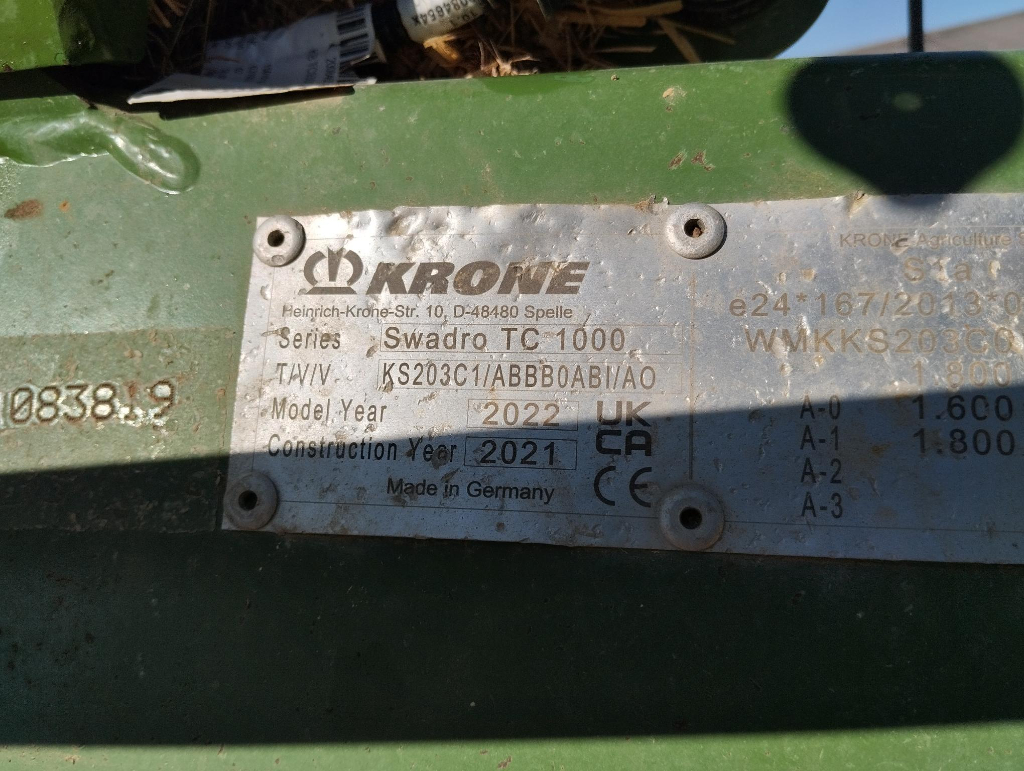 KRONE
Heinrich-Krone-Str. 10, D-48480 Spelle
Series Swadro TC 1000
T/V/V KS203C1/ABBB0ABI/AO
Model Year 2022
Construction Year 2021
Made in Germany
UK
CA
CE
KRONE Agriculture S
e24*167/2013*0
WMKKS203C0
1.800
A-0 1.600
A-1 1.800
A-2
A-3
083819